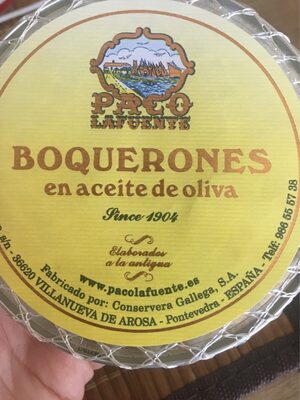 PACO
LAFUENTE
BOQUERONES
en aceite de oliva
Since 1904
Elaborados
a la antigua
www.pacolafuente.es
Fabricado por: Conservera Gallega, S.A.
s/n - 36620 VILLANUEVA DE AROSA - Pontevedra - ESPAÑA - Telf: 986 55 57 38